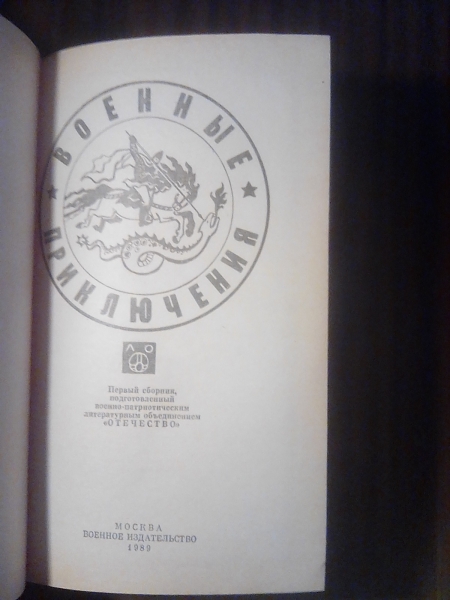 ВОЕННЫЕ
ПРИКЛЮЧЕНИЯ
Первый сборник,
подготовленный
военно-патриотическим
литературным объединением
«ОТЕЧЕСТВО»
МОСКВА
ВОЕННОЕ ИЗДАТЕЛЬСТВО
1989